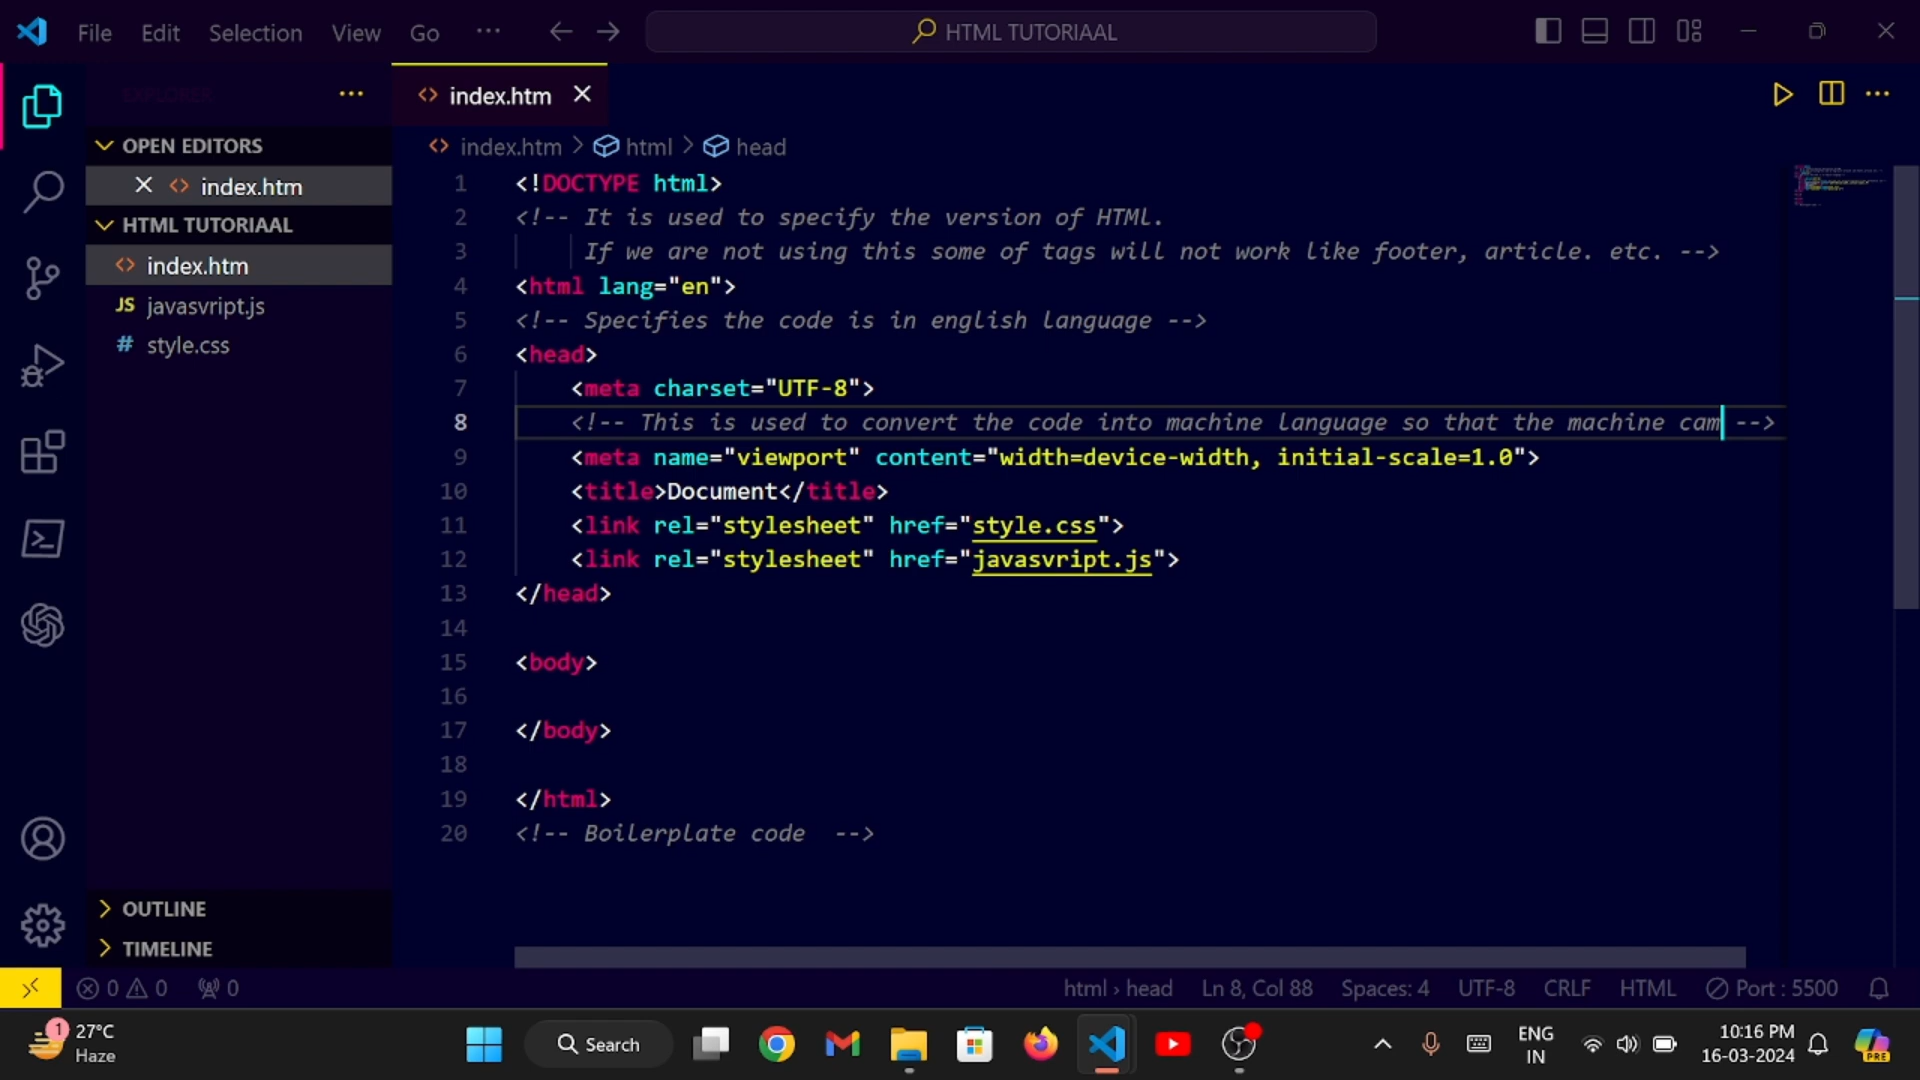 File Edit Selection View Go ··· HTML TUTORIAAL
EXPLORER ···
index.htm
OPEN EDITORS
index.htm
HTML TUTORIAAL
index.htm
JS javasvript.js
# style.css
OUTLINE
TIMELINE
index.htm > html > head
1 <!DOCTYPE html>
2 <!-- It is used to specify the version of HTMl.
3 If we are not using this some of tags will not work like footer, article. etc. -->
4 <html lang="en">
5 <!-- Specifies the code is in english language -->
6 <head>
7 <meta charset="UTF-8">
8 <!-- This is used to convert the code into machine language so that the machine cam -->
9 <meta name="viewport" content="width=device-width, initial-scale=1.0">
10 <title>Document</title>
11 <link rel="stylesheet" href="style.css">
12 <link rel="stylesheet" href="javasvript.js">
13 </head>
14
15 <body>
16
17 </body>
18
19 </html>
20 <!-- Boilerplate code -->
0 0 0 html › head Ln 8, Col 88 Spaces: 4 UTF-8 CRLF HTML Port : 5500
1 27°C
Haze
Search
ENG
IN
10:16 PM
16-03-2024
PRE